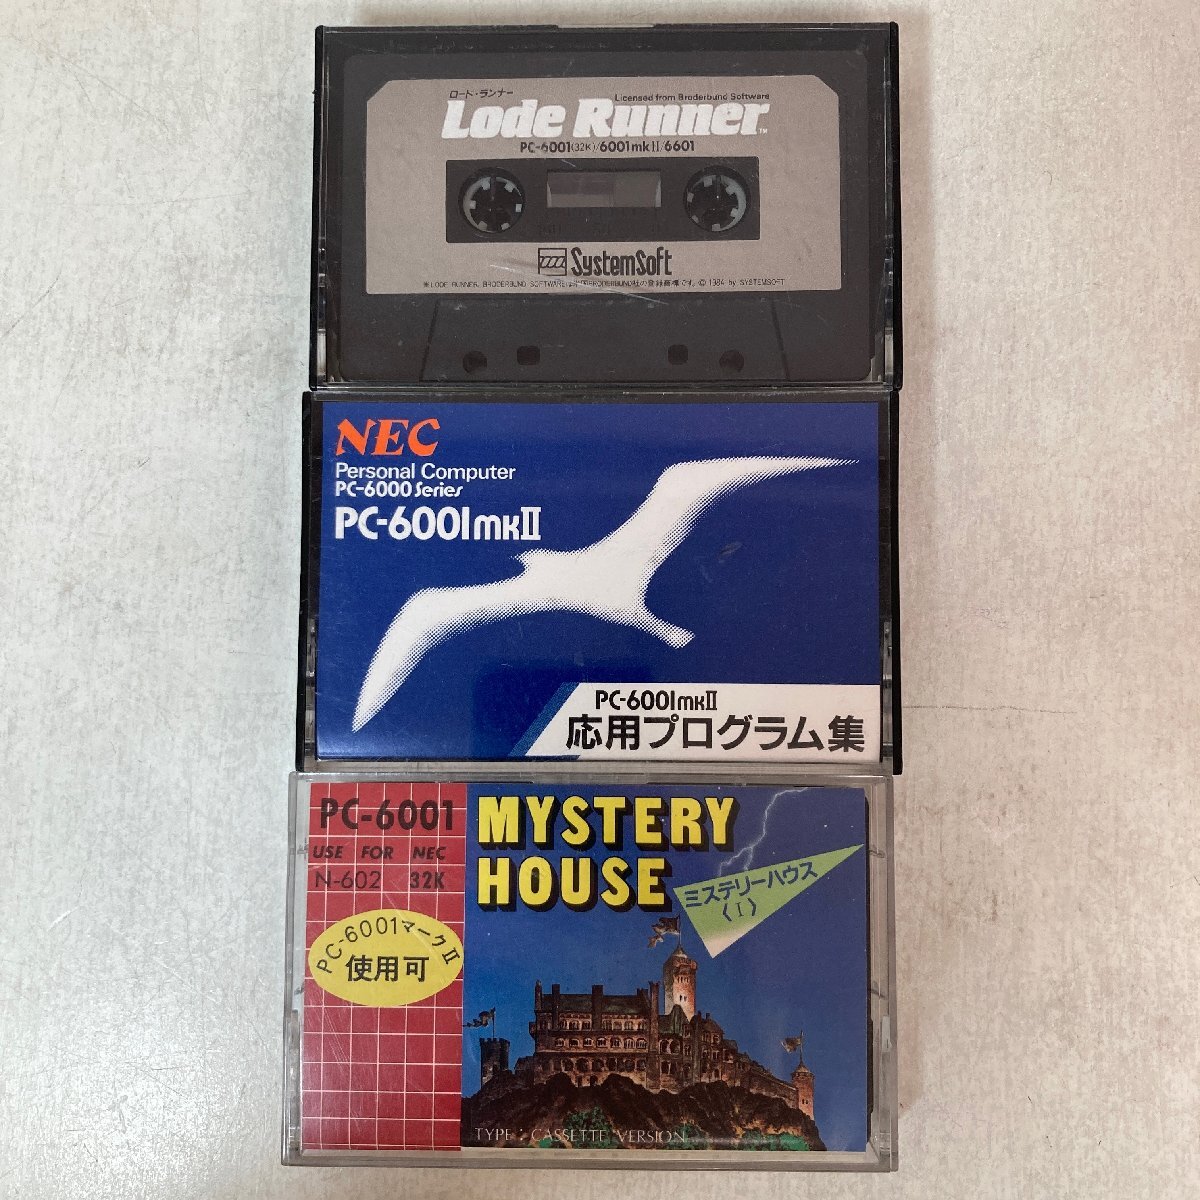 ロード・ランナー
Licensed from Broderbund Software
Lode Runner™
PC-6001(32K)/6001mkII/6601
SystemSoft
© 1984 by SYSTEMSOFT
NEC
Personal Computer
PC-6000 Series
PC-6001mkII
PC-6001mkII
応用プログラム集
PC-6001
USE FOR NEC
N-602 32K
PC-6001マークII
使用可
MYSTERY
HOUSE
ミステリーハウス
〈I〉
TYPE : CASSETTE VERSION